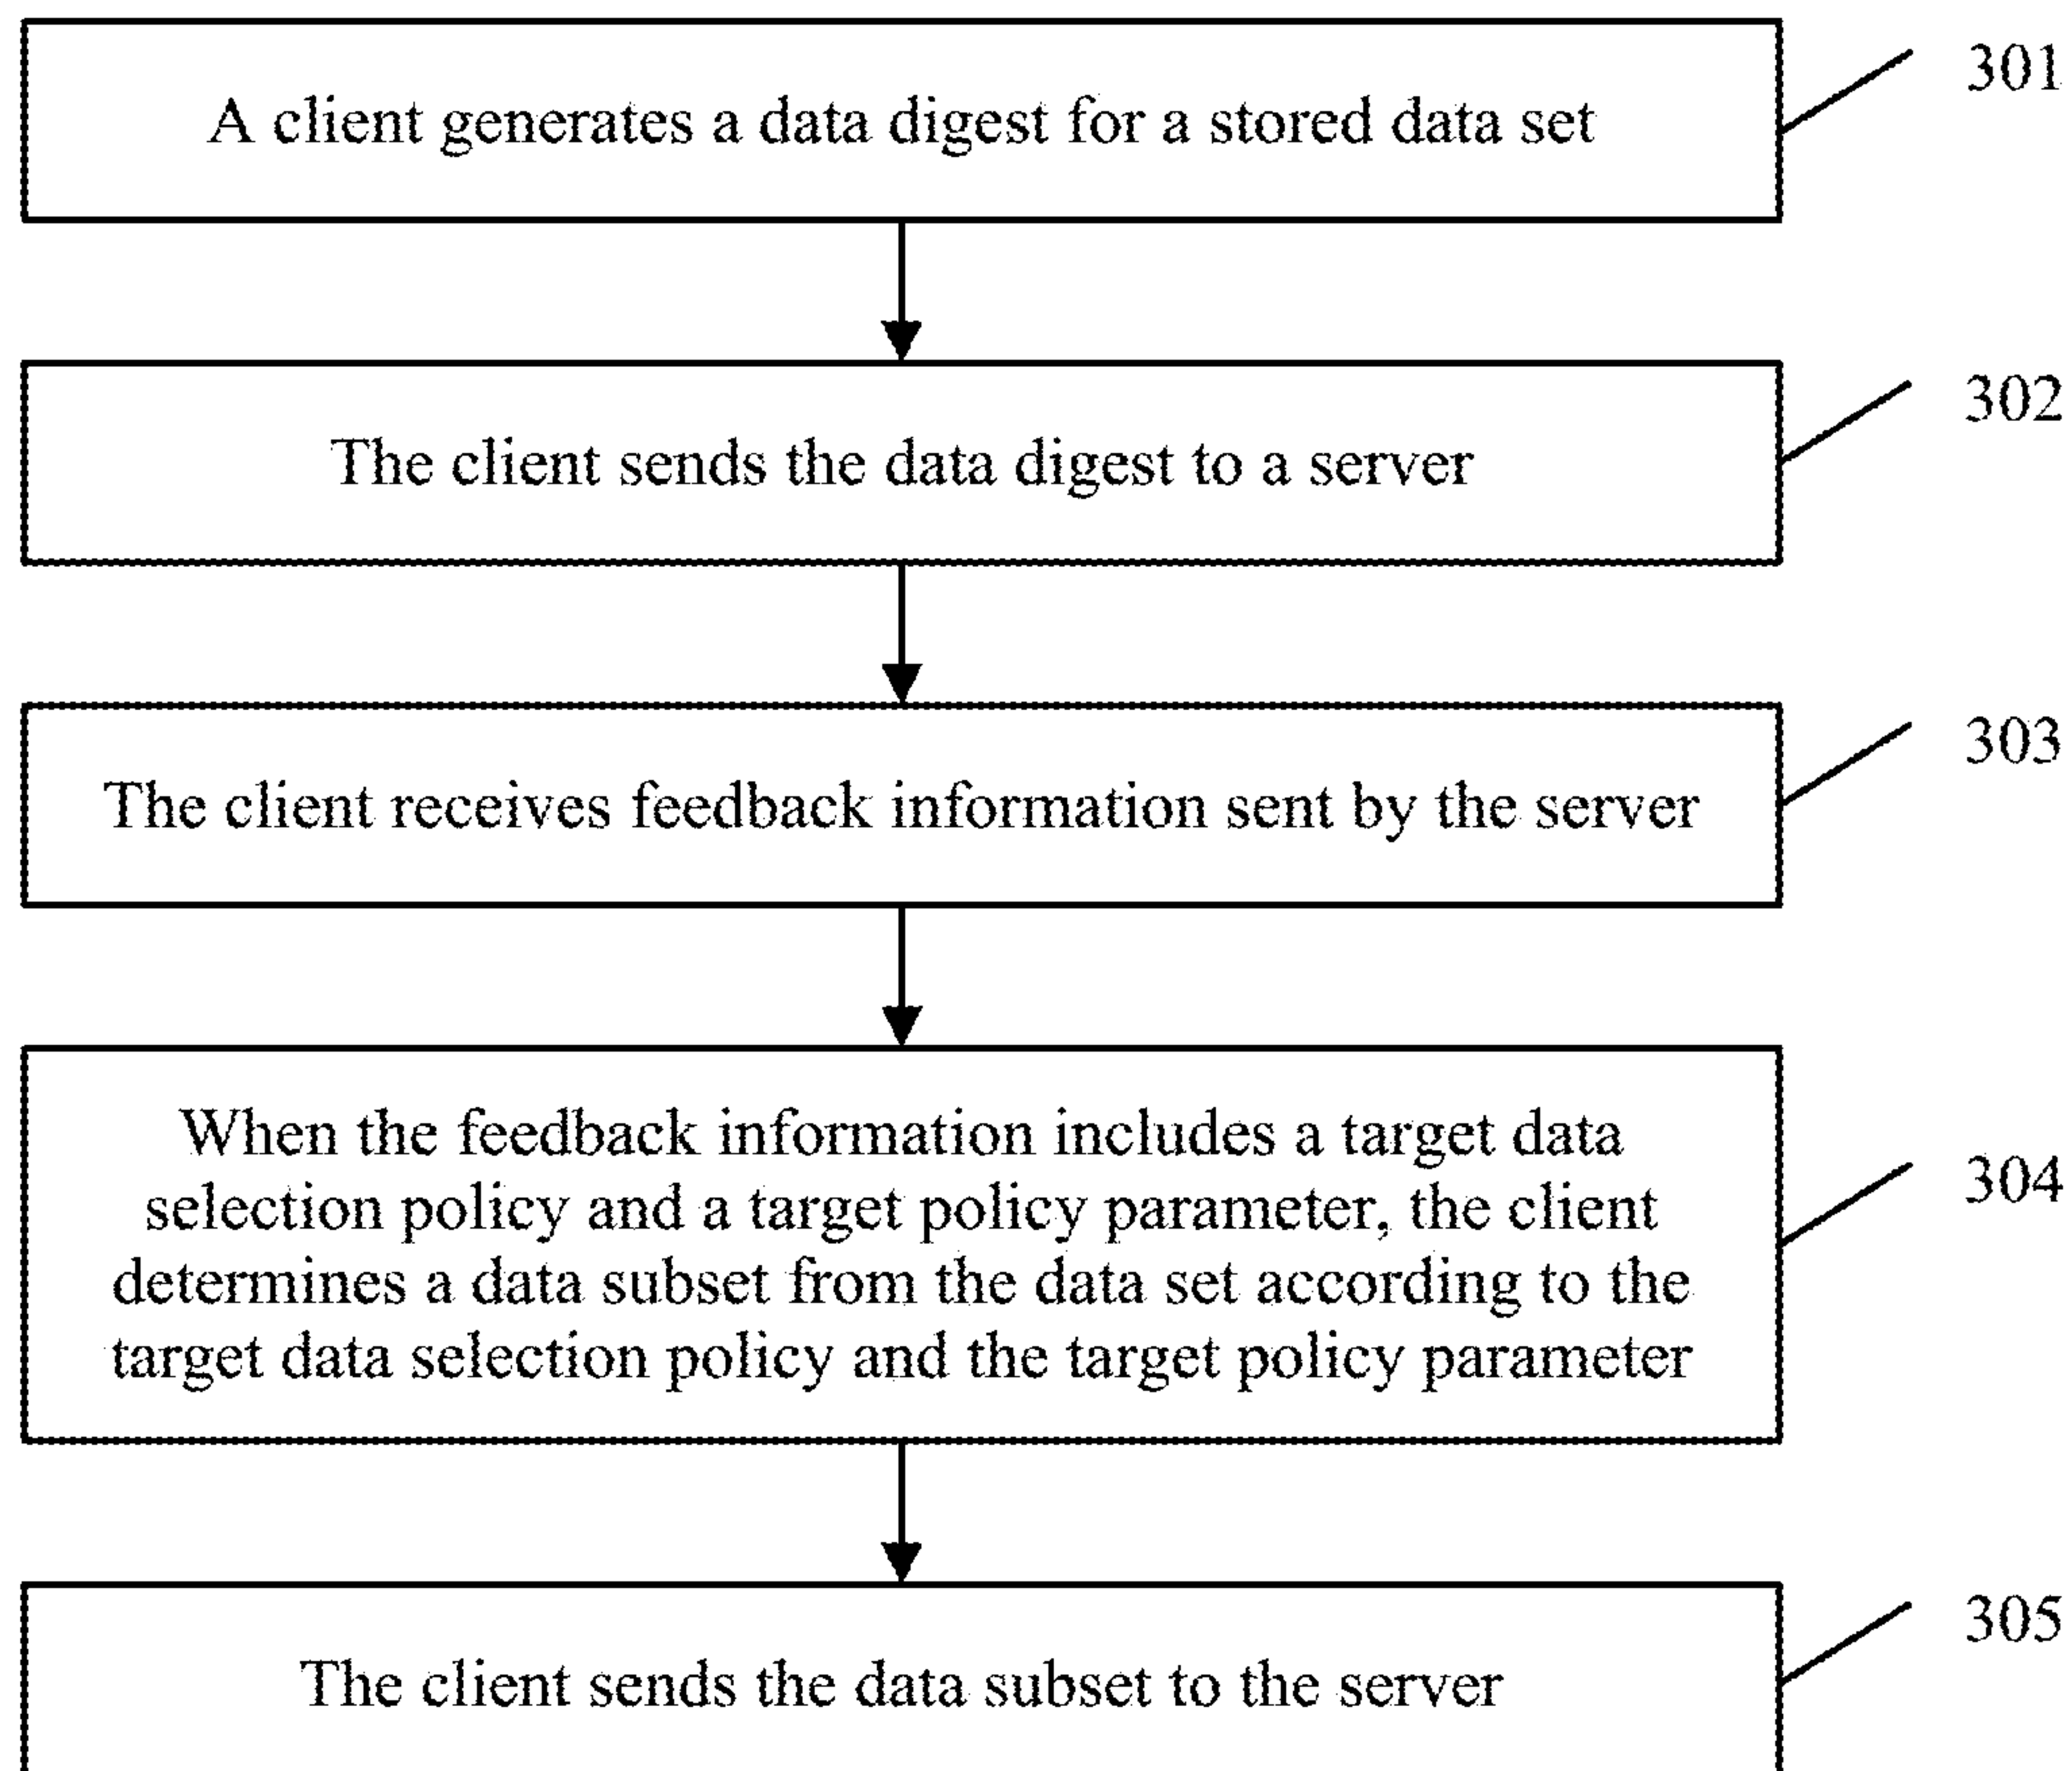 A client generates a data digest for a stored data set
301
The client sends the data digest to a server
302
The client receives feedback information sent by the server
303
When the feedback information includes a target data
selection policy and a target policy parameter, the client
determines a data subset from the data set according to the
target data selection policy and the target policy parameter
304
The client sends the data subset to the server
305